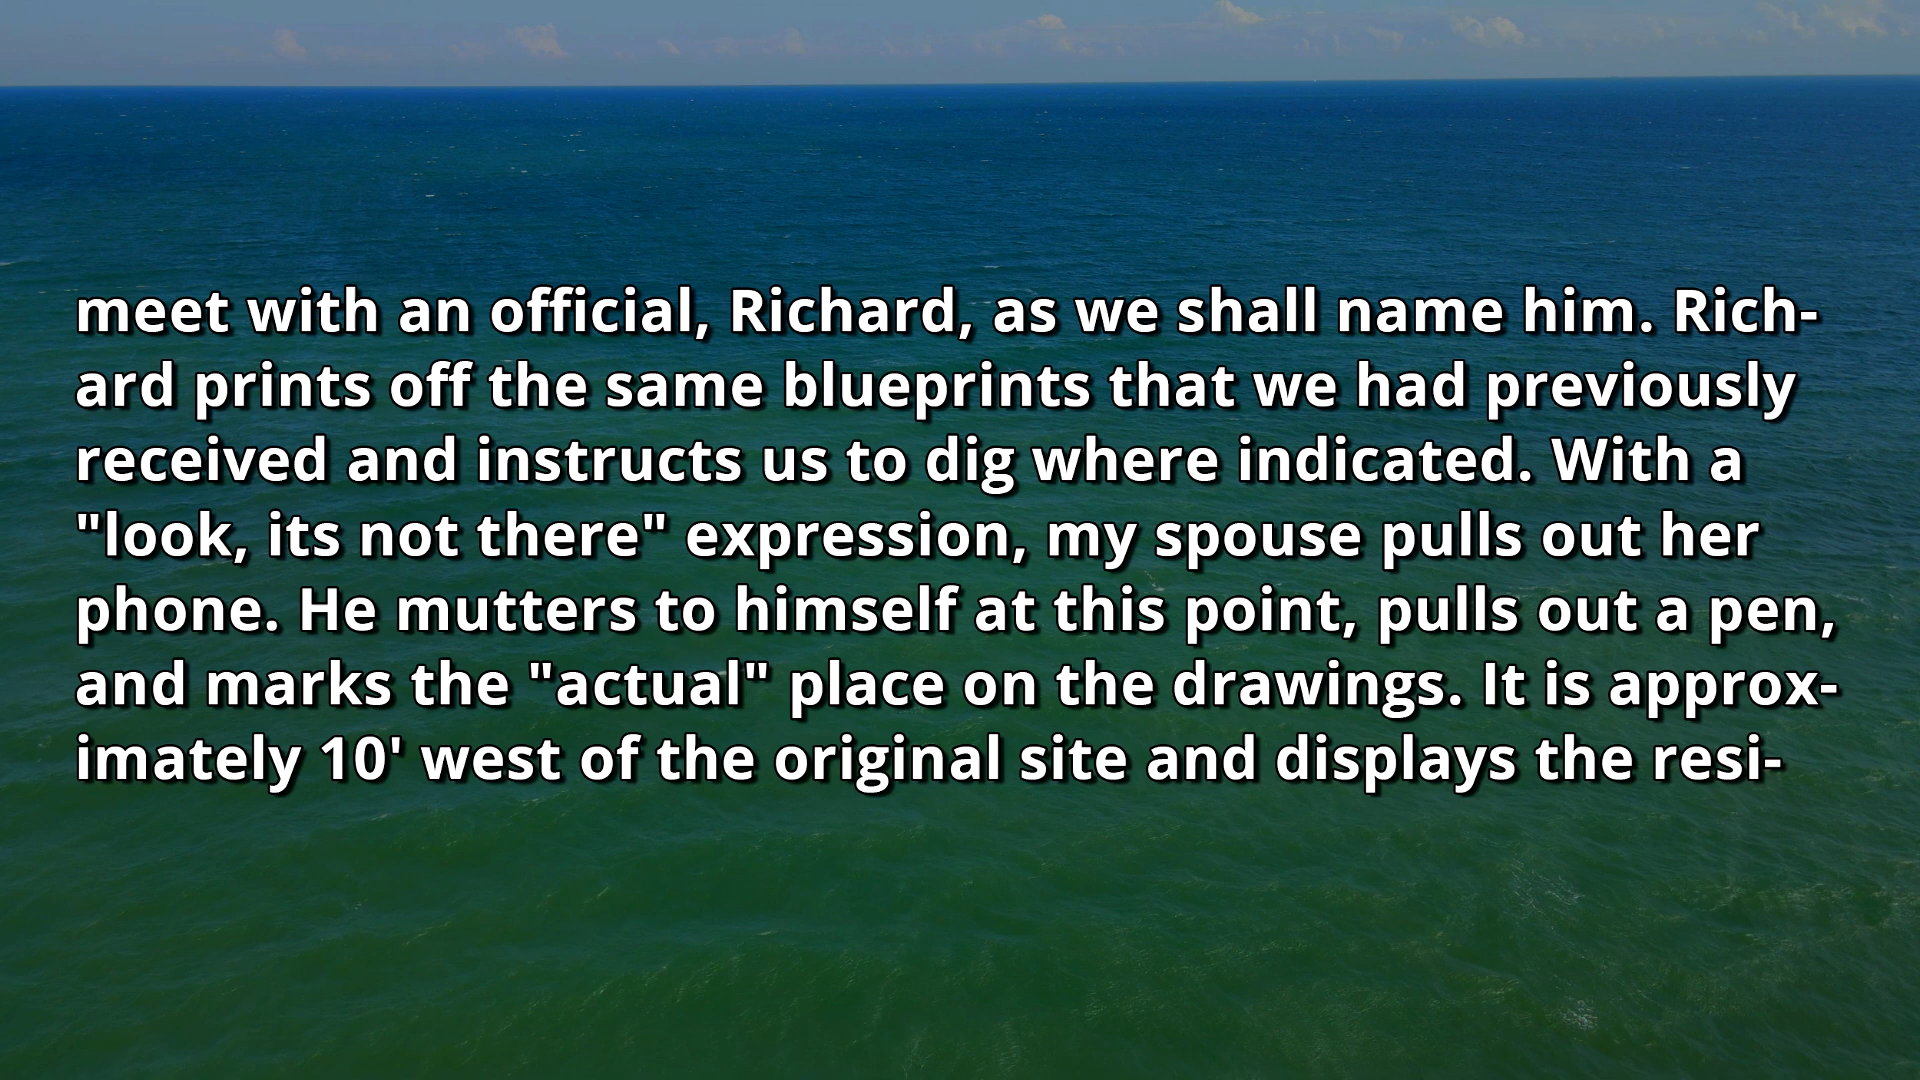 meet with an official, Richard, as we shall name him. Rich-
ard prints off the same blueprints that we had previously
received and instructs us to dig where indicated. With a
"look, its not there" expression, my spouse pulls out her
phone. He mutters to himself at this point, pulls out a pen,
and marks the "actual" place on the drawings. It is approx-
imately 10' west of the original site and displays the resi-